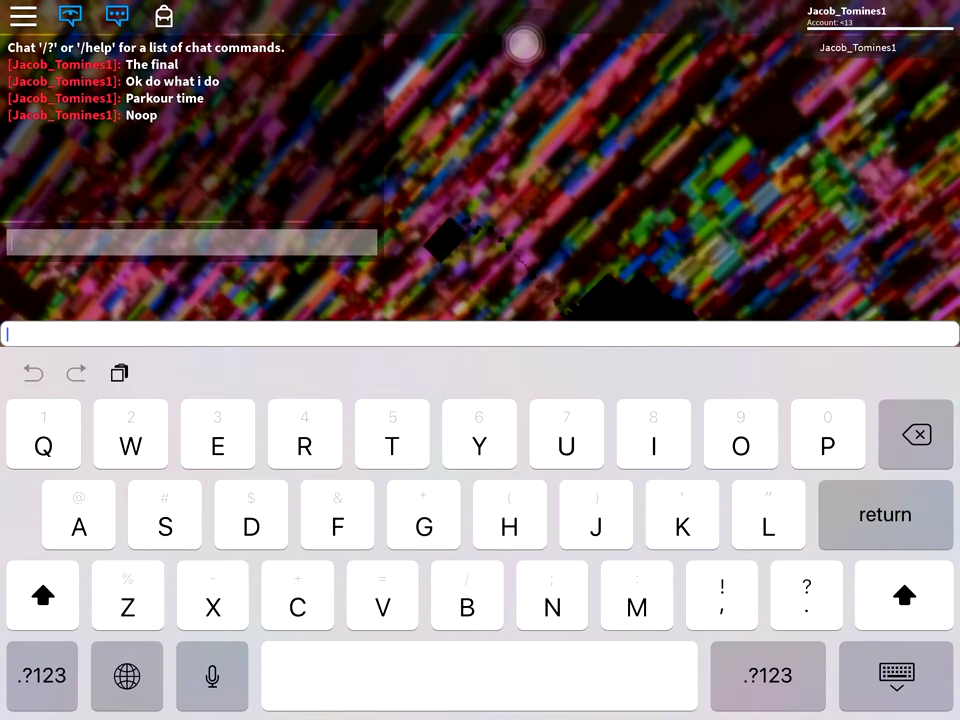 Jacob_Tomines1
Account: <13
Jacob_Tomines1
Chat '/?' or '/help' for a list of chat commands.
[Jacob_Tomines1]: The final
[Jacob_Tomines1]: Ok do what i do
[Jacob_Tomines1]: Parkour time
[Jacob_Tomines1]: Noop
1 2 3 4 5 6 7 8 9 0
Q W E R T Y U I O P
@ # $ & * ( ) ' "
A S D F G H J K L return
% - + = / ; : ! ?
Z X C V B N M , .
.?123 .?123